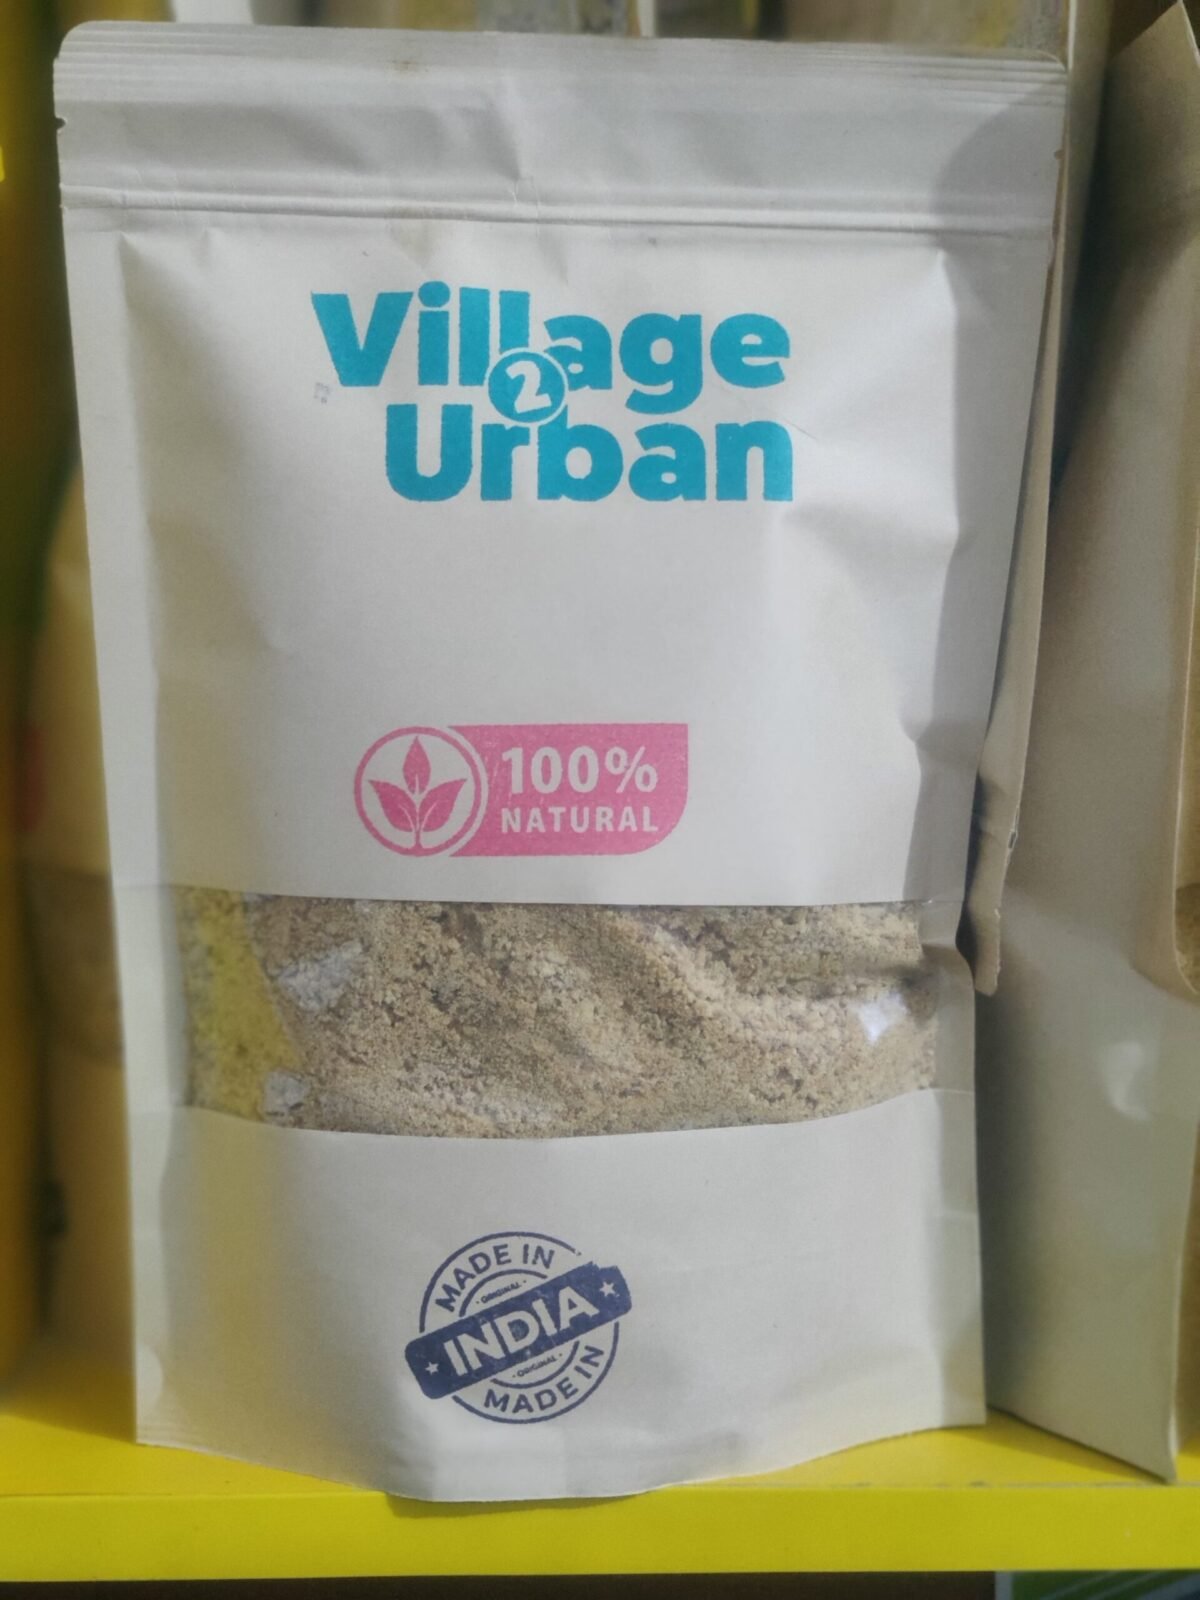 Village
2
Urban
100%
NATURAL
MADE IN
ORIGINAL
INDIA
ORIGINAL
MADE IN